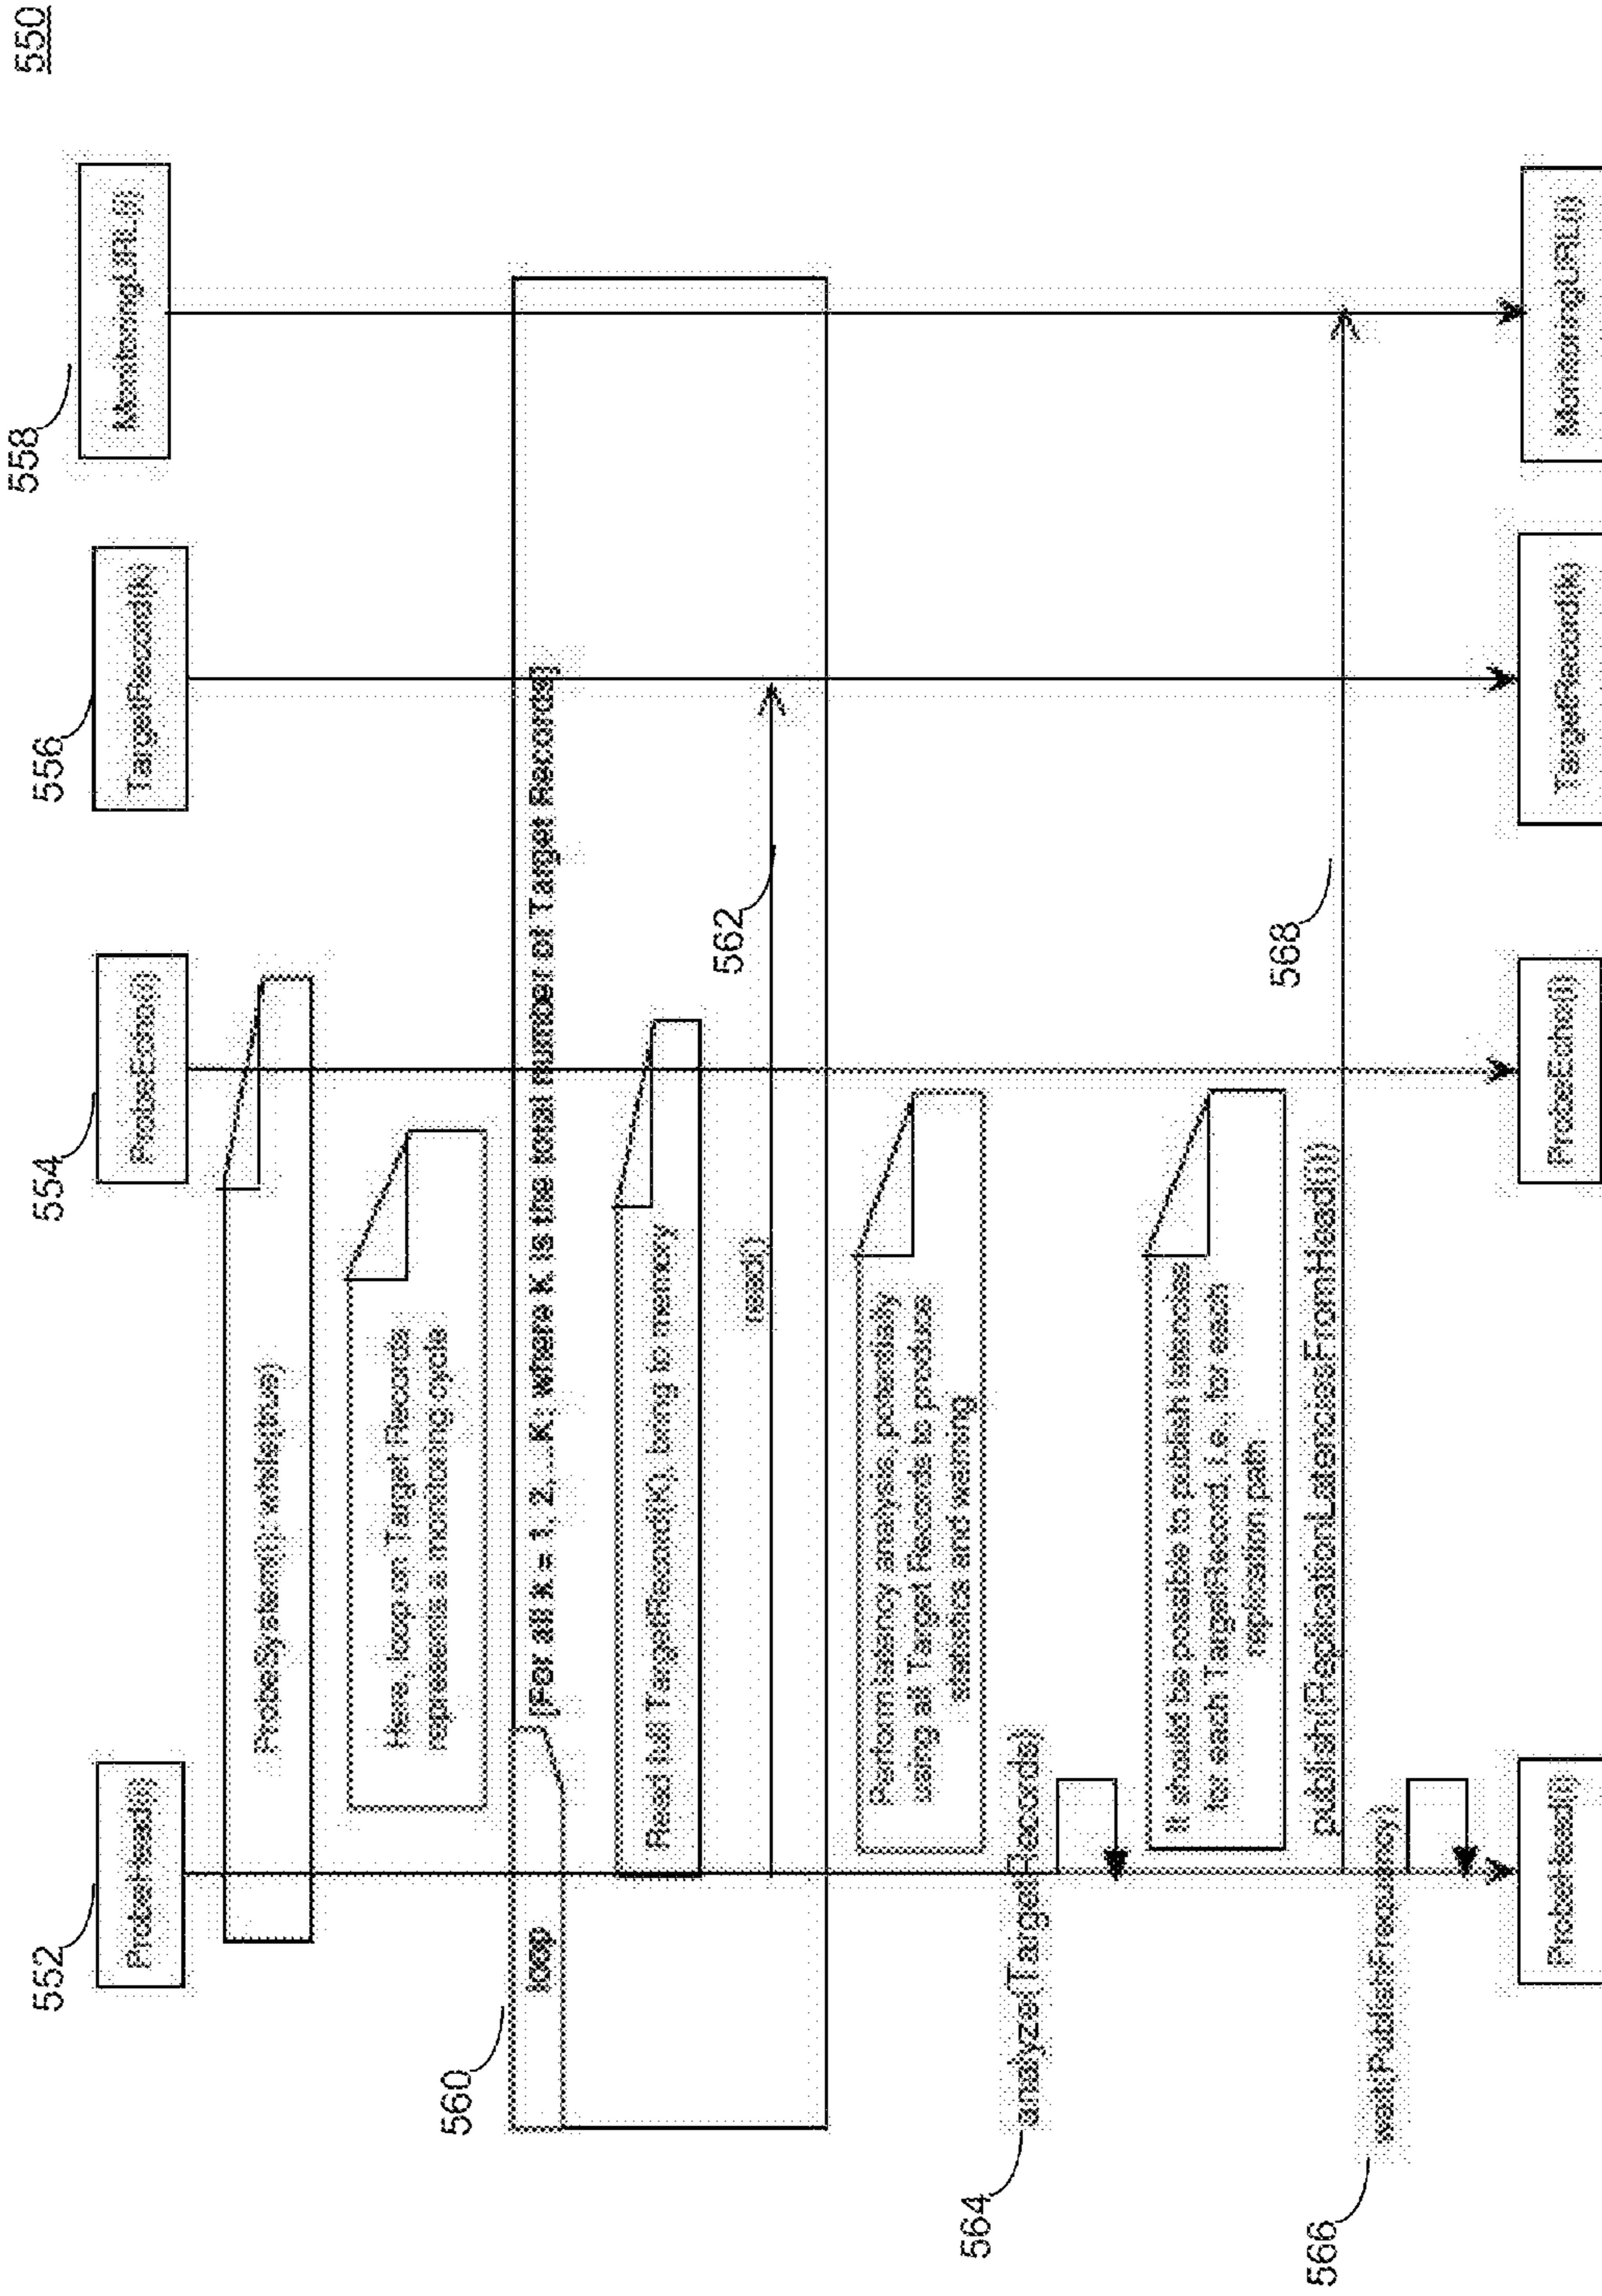 550
552
554
556
558
ProbeHead(i)
ProbeEcho(j)
TargetRecord(k)
MonitoringURL(i)
ProbeSystem(i): while(true)
Here, loop on Target Records
represents a monitoring cycle
560
loop
[For all k = 1, 2, ...K; where K is the total number of Target Records]
Read full TargetRecord(K), bring to memory
read()
562
Perform latency analysis, potentially
using all Target Records to produce
statistics and warning
564
analyze(TargetRecords)
It should be possible to publish latencies
for each TargetRecord, i.e.: for each
replication path
publish(ReplicationLatenciesFromHead(i))
568
566
wait(PublishFrequency)
ProbeHead(i)
ProbeEcho(j)
TargetRecord(k)
MonitoringURL(i)